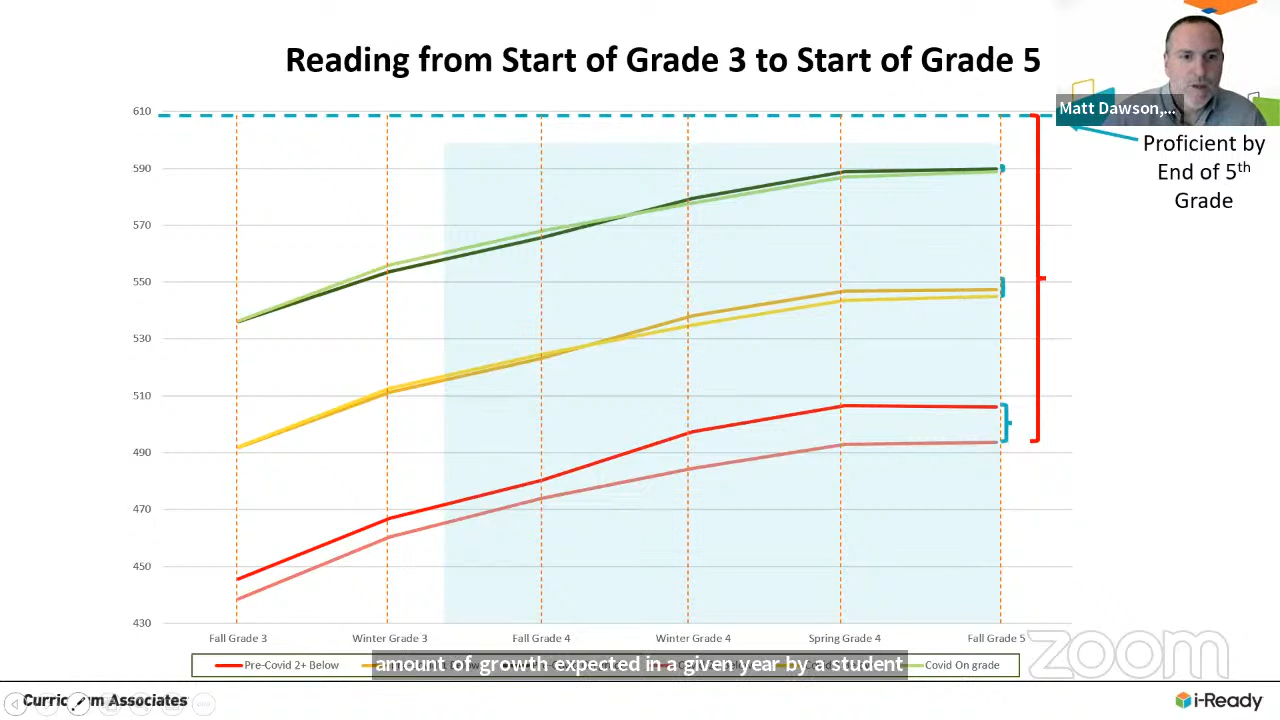 Reading from Start of Grade 3 to Start of Grade 5
Matt Dawson,...
Proficient by
End of 5th
Grade
610
590
570
550
530
510
490
470
450
430
Fall Grade 3
Winter Grade 3
Fall Grade 4
Winter Grade 4
Spring Grade 4
Fall Grade 5
Pre-Covid 2+ Below
Covid On grade
amount of growth expected in a given year by a student
zoom
Associates
i-Ready